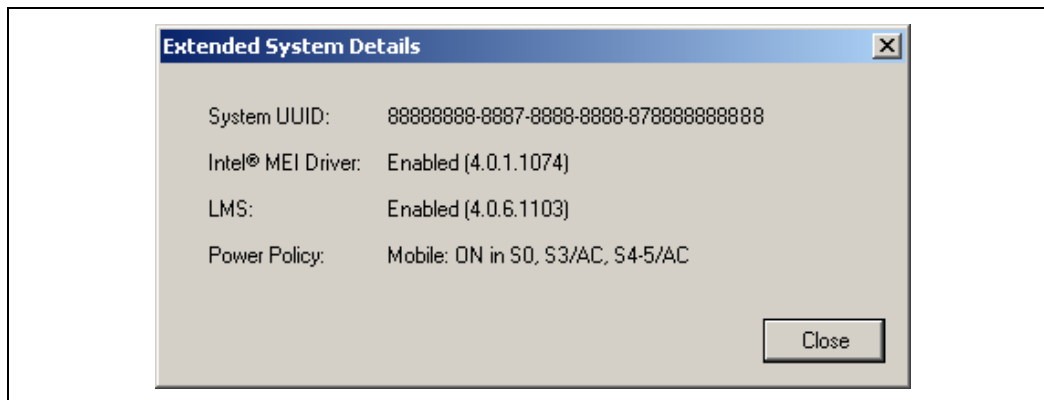 Extended System Details
System UUID: 88888888-8887-8888-8888-878888888888
Intel® MEI Driver: Enabled (4.0.1.1074)
LMS: Enabled (4.0.6.1103)
Power Policy: Mobile: ON in S0, S3/AC, S4-5/AC
Close